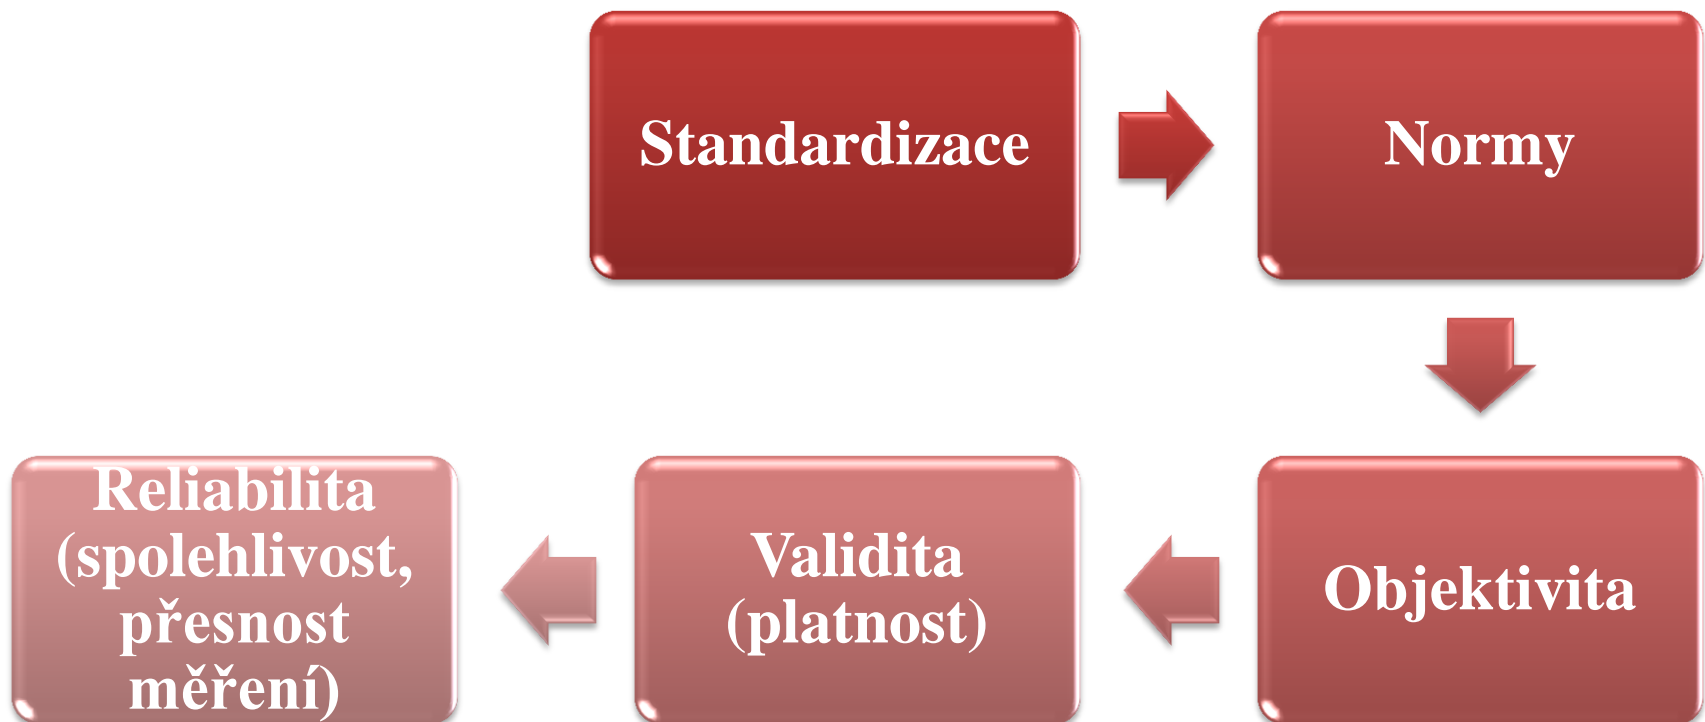 Standardizace
Normy
Objektivita
Validita
(platnost)
Reliabilita
(spolehlivost,
přesnost
měření)